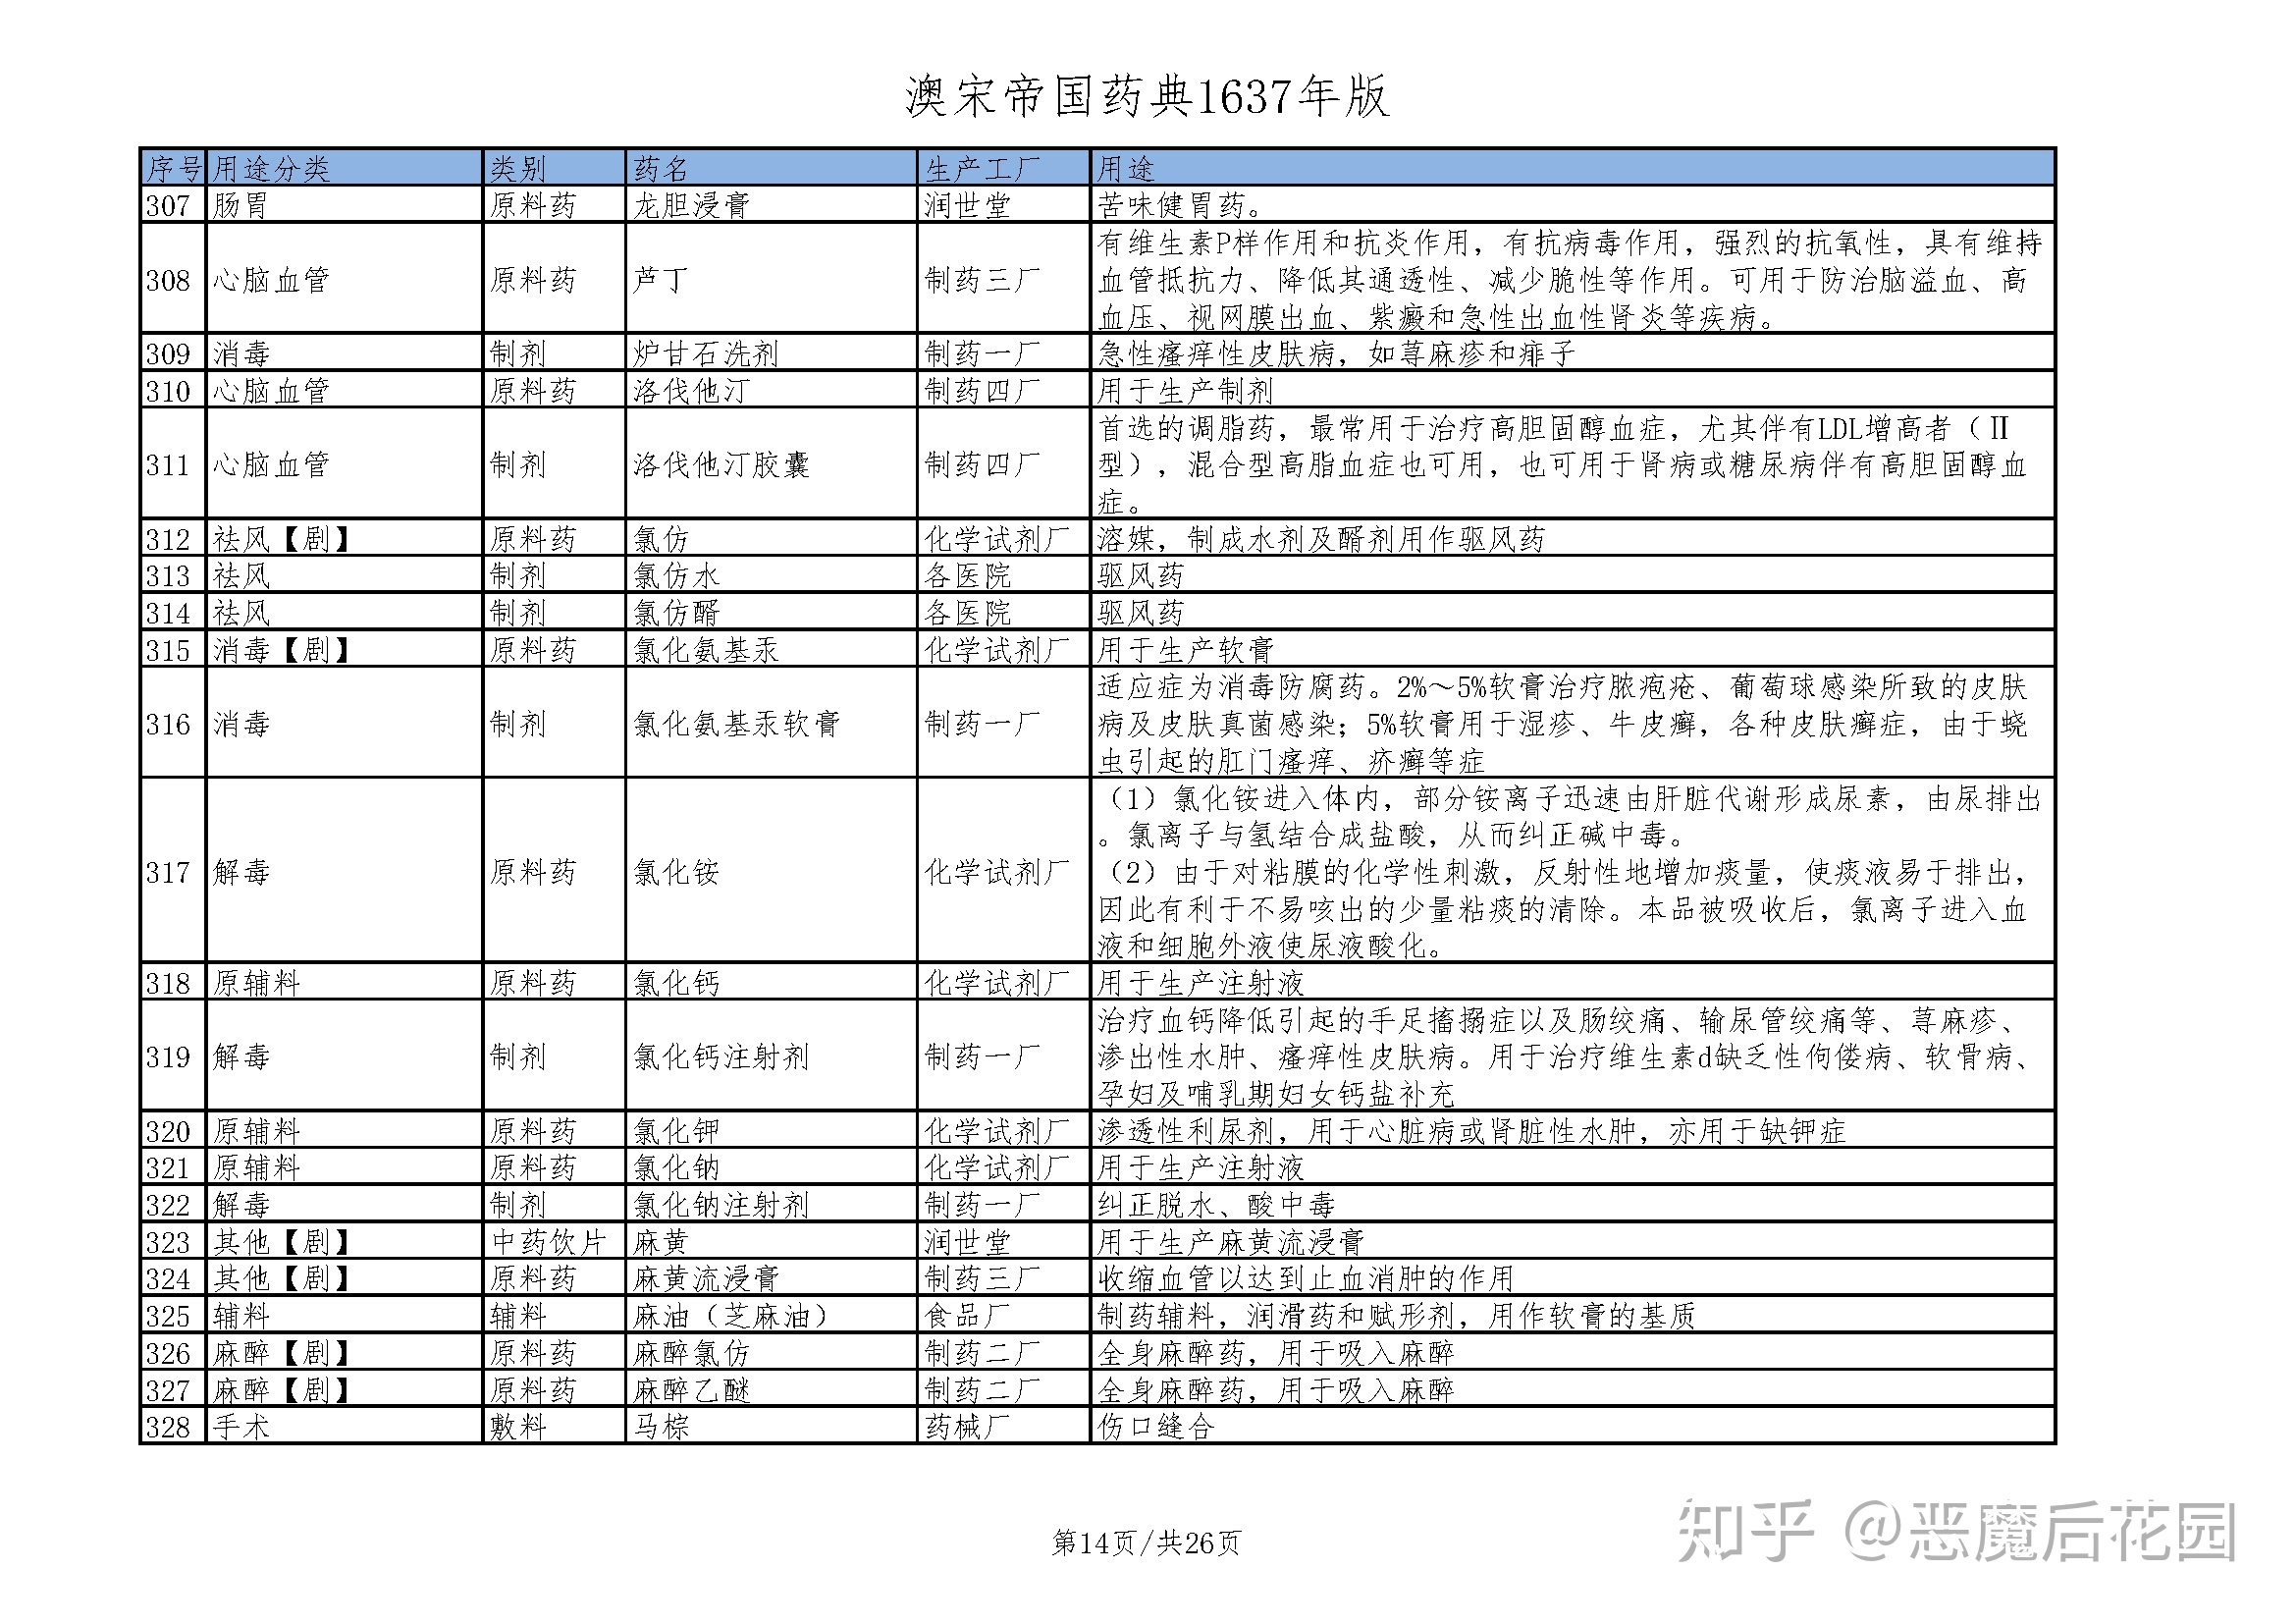 澳宋帝国药典1637年版
序号 用途分类 类别 药名 生产工厂 用途
307 肠胃 原料药 龙胆浸膏 润世堂 苦味健胃药。
308 心脑血管 原料药 芦丁 制药三厂 有维生素P样作用和抗炎作用，有抗病毒作用，强烈的抗氧性，具有维持
血管抵抗力、降低其通透性、减少脆性等作用。可用于防治脑溢血、高
血压、视网膜出血、紫癜和急性出血性肾炎等疾病。
309 消毒 制剂 炉甘石洗剂 制药一厂 急性瘙痒性皮肤病，如荨麻疹和痱子
310 心脑血管 原料药 洛伐他汀 制药四厂 用于生产制剂
311 心脑血管 制剂 洛伐他汀胶囊 制药四厂 首选的调脂药，最常用于治疗高胆固醇血症，尤其伴有LDL增高者（Ⅱ
型），混合型高脂血症也可用，也可用于肾病或糖尿病伴有高胆固醇血
症。
312 祛风【剧】 原料药 氯仿 化学试剂厂 溶媒，制成水剂及醑剂用作驱风药
313 祛风 制剂 氯仿水 各医院 驱风药
314 祛风 制剂 氯仿醑 各医院 驱风药
315 消毒【剧】 原料药 氯化氨基汞 化学试剂厂 用于生产软膏
316 消毒 制剂 氯化氨基汞软膏 制药一厂 适应症为消毒防腐药。2%～5%软膏治疗脓疱疮、葡萄球感染所致的皮肤
病及皮肤真菌感染；5%软膏用于湿疹、牛皮癣，各种皮肤癣症，由于蛲
虫引起的肛门瘙痒、疥癣等症
317 解毒 原料药 氯化铵 化学试剂厂 （1）氯化铵进入体内，部分铵离子迅速由肝脏代谢形成尿素，由尿排出
。氯离子与氢结合成盐酸，从而纠正碱中毒。
（2）由于对粘膜的化学性刺激，反射性地增加痰量，使痰液易于排出，
因此有利于不易咳出的少量粘痰的清除。本品被吸收后，氯离子进入血
液和细胞外液使尿液酸化。
318 原辅料 原料药 氯化钙 化学试剂厂 用于生产注射液
319 解毒 制剂 氯化钙注射剂 制药一厂 治疗血钙降低引起的手足搐搦症以及肠绞痛、输尿管绞痛等、荨麻疹、
渗出性水肿、瘙痒性皮肤病。用于治疗维生素d缺乏性佝偻病、软骨病、
孕妇及哺乳期妇女钙盐补充
320 原辅料 原料药 氯化钾 化学试剂厂 渗透性利尿剂，用于心脏病或肾脏性水肿，亦用于缺钾症
321 原辅料 原料药 氯化钠 化学试剂厂 用于生产注射液
322 解毒 制剂 氯化钠注射剂 制药一厂 纠正脱水、酸中毒
323 其他【剧】 中药饮片 麻黄 润世堂 用于生产麻黄流浸膏
324 其他【剧】 原料药 麻黄流浸膏 制药三厂 收缩血管以达到止血消肿的作用
325 辅料 辅料 麻油（芝麻油） 食品厂 制药辅料，润滑药和赋形剂，用作软膏的基质
326 麻醉【剧】 原料药 麻醉氯仿 制药二厂 全身麻醉药，用于吸入麻醉
327 麻醉【剧】 原料药 麻醉乙醚 制药二厂 全身麻醉药，用于吸入麻醉
328 手术 敷料 马棕 药械厂 伤口缝合
第14页/共26页
知乎 @恶魔后花园